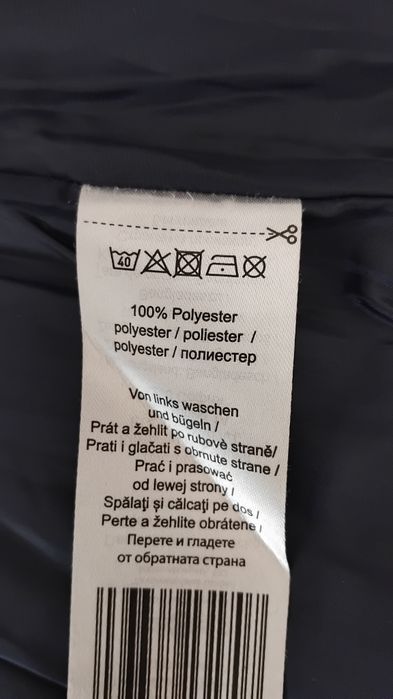 40
100% Polyester
polyester / poliester /
polyester / полиестер
Von links waschen
und bügeln /
Prát a žehlit po rubově straně/
Prati i glačati s obrnute strane /
Prać i prasować
od lewej strony /
Spălaţi şi călcaţi pe dos /
Perte a žehlite obrátene /
Перете и гладете
от обратната страна